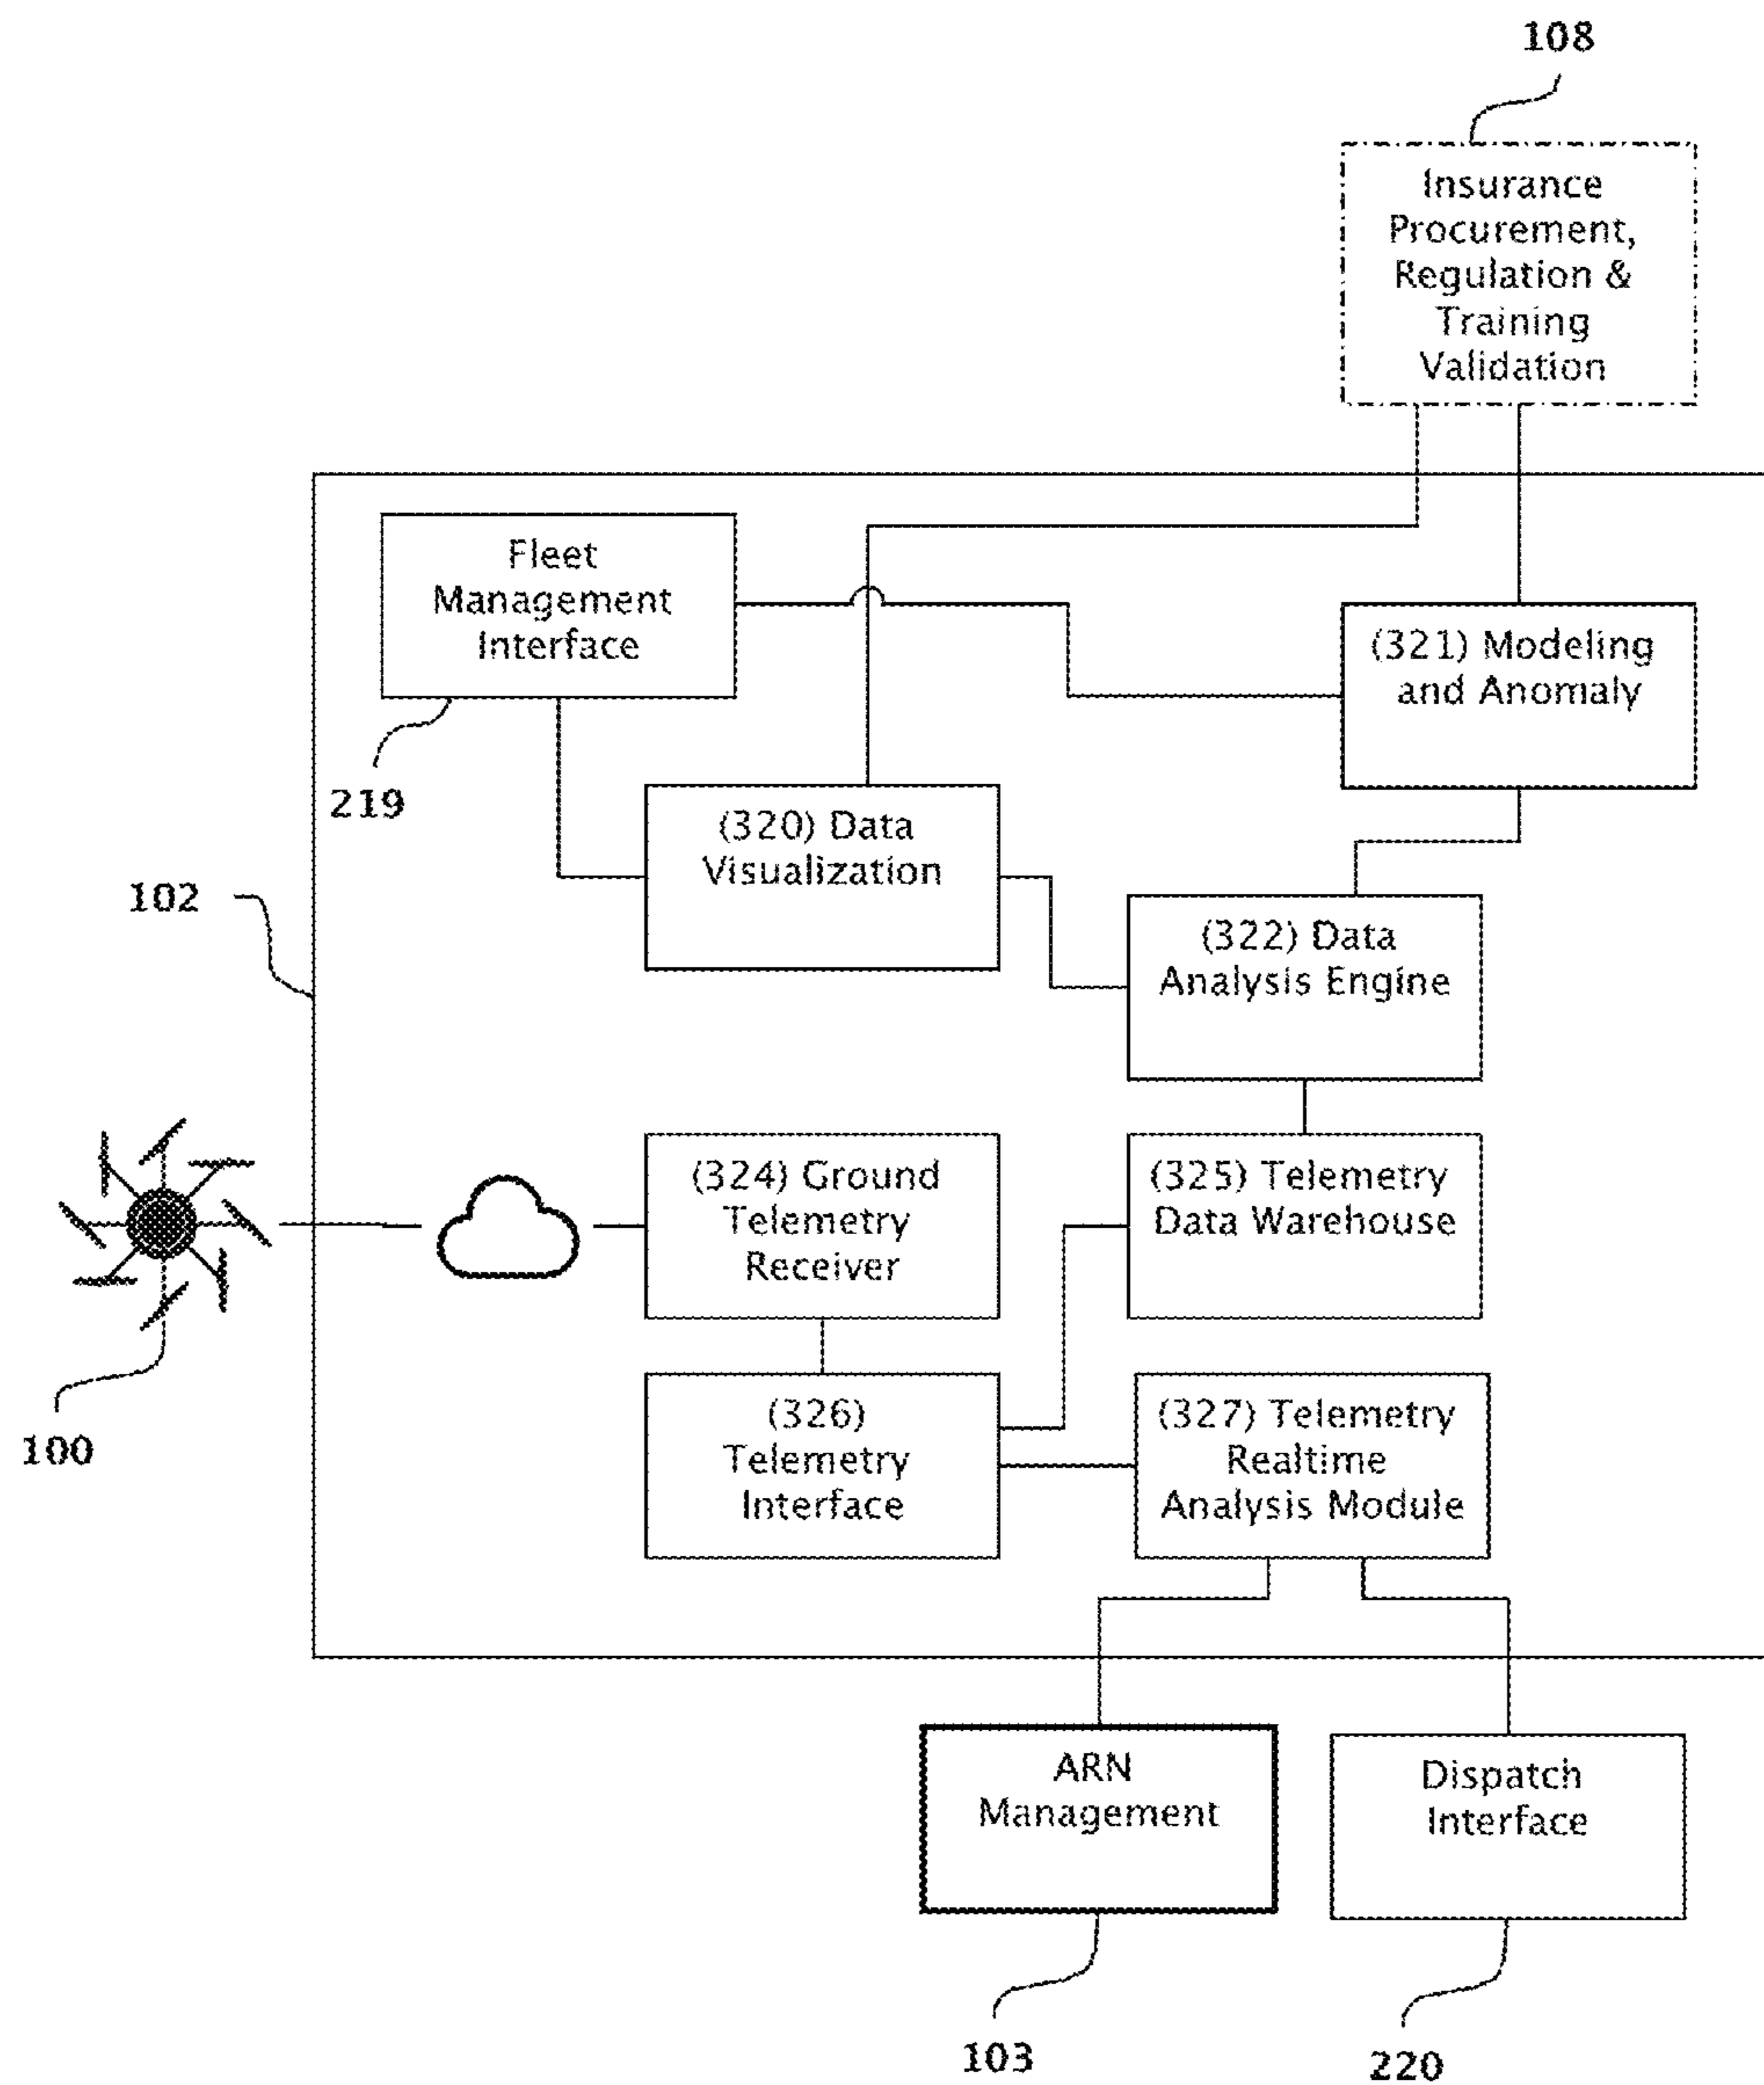 108
Insurance
Procurement,
Regulation &
Training
Validation
Fleet
Management
Interface
219
(321) Modeling
and Anomaly
(320) Data
Visualization
102
(322) Data
Analysis Engine
(324) Ground
Telemetry
Receiver
(325) Telemetry
Data Warehouse
100
(326)
Telemetry
Interface
(327) Telemetry
Realtime
Analysis Module
ARN
Management
Dispatch
Interface
103
220